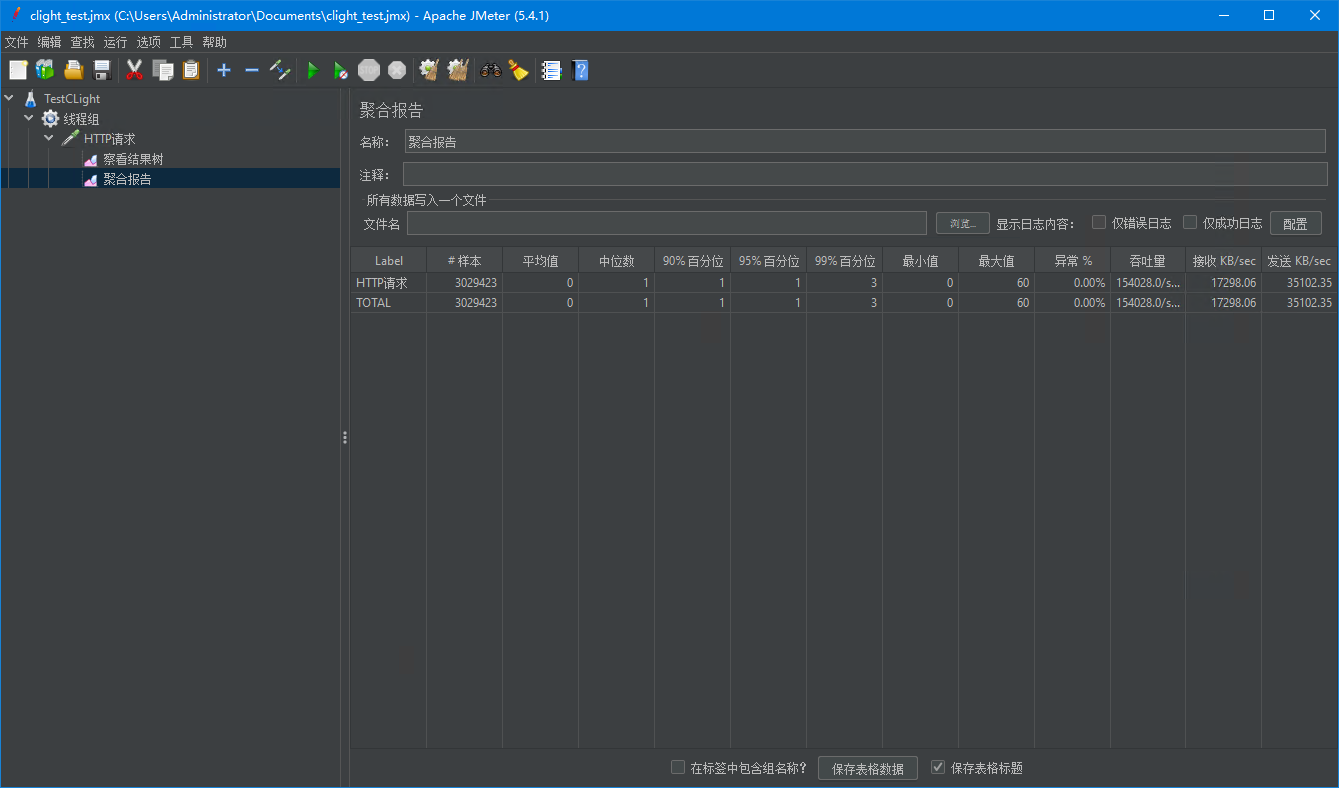 clight_test.jmx (C:\Users\Administrator\Documents\clight_test.jmx) - Apache JMeter (5.4.1)
文件 编辑 查找 运行 选项 工具 帮助
TestCLight
线程组
HTTP请求
察看结果树
聚合报告
聚合报告
名称： 聚合报告
注释：
所有数据写入一个文件
文件名 浏览... 显示日志内容： 仅错误日志 仅成功日志 配置
Label # 样本 平均值 中位数 90% 百分位 95% 百分位 99% 百分位 最小值 最大值 异常 % 吞吐量 接收 KB/sec 发送 KB/sec
HTTP请求 3029423 0 1 1 1 3 0 60 0.00% 154028.0/s... 17298.06 35102.35
TOTAL 3029423 0 1 1 1 3 0 60 0.00% 154028.0/s... 17298.06 35102.35
在标签中包含组名称？ 保存表格数据 保存表格标题